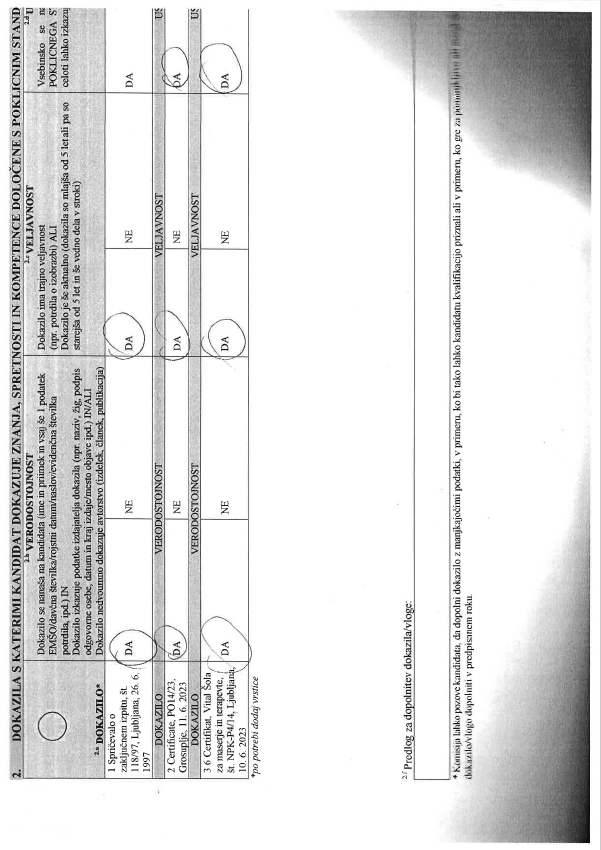 2. DOKAZILA S KATERIMI KANDIDAT DOKAZUJE ZNANJA, SPRETNOSTI IN KOMPETENCE DOLOČENE S POKLICNIM STAND
2.a DOKAZILO*
2.b VERODOSTOJNOST
Dokazilo se nanaša na kandidata (ime in priimek in vsaj še 1 podatek
EMŠO/davčna številka/rojstni datum/naslov/evidenčna številka
potrdila, ipd.) IN
Dokazilo izkazuje podatke izdajatelja dokazila (npr. naziv, žig, podpis
odgovorne osebe, datum in kraj izdaje/mesto objave ipd.) IN/ALI
Dokazilo nedvoumno dokazuje avtorstvo (izdelek, članek, publikacija)
VELJAVNOST
Dokazilo ima trajno veljavnost
(npr. potrdila o izobrazbi) ALI
Dokazilo je še aktualno (dokazila so mlajša od 5 let ali pa so
starejša od 5 let in še vedno dela v stroki)
2.d U
Vsebinsko se na
POKLICNEGA S
celoti lahko izkazuj
1 Spričevalo o
zaključnem izpitu, št.
118/97, Ljubljana, 26. 6.
1997
DA NE DA NE DA
DOKAZILO VERODOSTOJNOST VELJAVNOST US
2 Certificate, PO14/23,
Grosuplje, 11. 6. 2023
DA NE DA NE DA
DOKAZILO VERODOSTOJNOST VELJAVNOST US
3 6 Certifikat, Vital Šola
za maserje in terapevte,
št. NPK-P4/14, Ljubljana,
10. 6. 2023
DA NE DA NE DA
*po potrebi dodaj vrstice
2.f Predlog za dopolnitev dokazila/vloge:
* Komisija lahko pozove kandidata, da dopolni dokazilo z manjkajočimi podatki, v primeru, ko bi tako lahko kandidatu kvalifikacijo priznali ali v primeru, ko gre za
dokazilo/vlogo dopolniti v predpisanem roku.